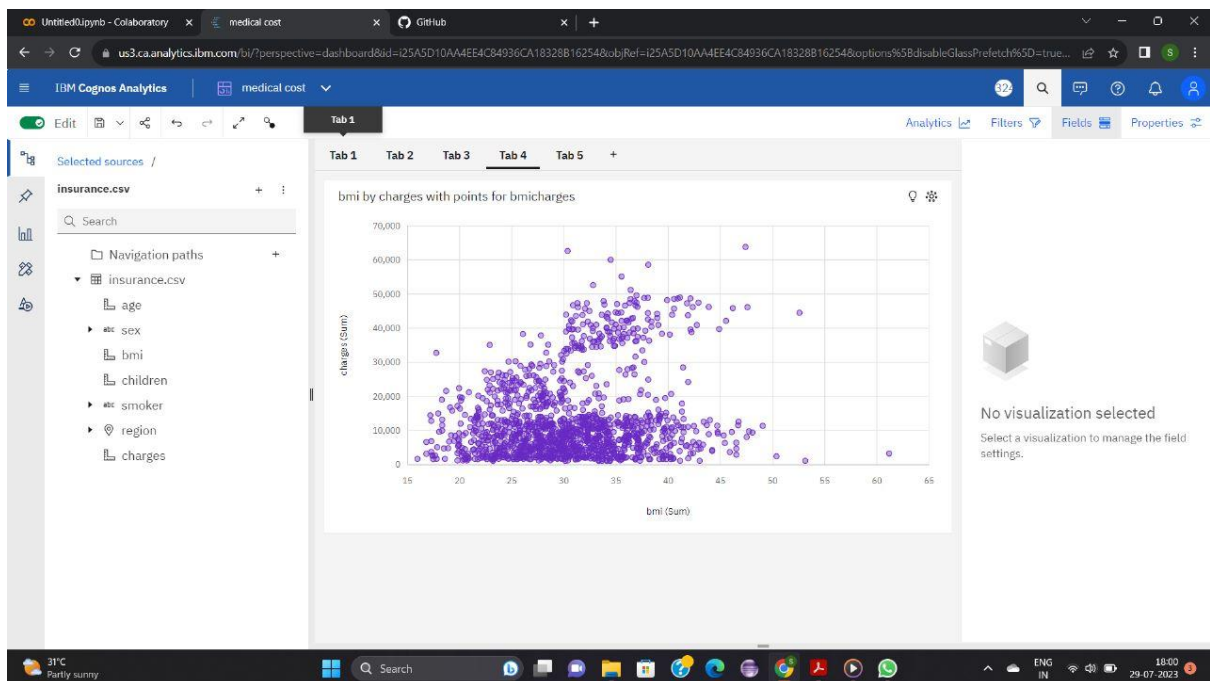 Untitled0.ipynb - Colaboratory
medical cost
GitHub
us3.ca.analytics.ibm.com/bi/?perspective=dashboard&id=i25A5D10AA4EE4C84936CA18328B16254&objRef=i25A5D10AA4EE4C84936CA18328B16254&options%5BdisableGlassPrefetch%5D=true...
S
IBM Cognos Analytics
medical cost
Edit
Tab 1
Analytics
Filters
Fields
Properties
Selected sources /
Tab 1 Tab 2 Tab 3 Tab 4 Tab 5 +
insurance.csv
Search
Navigation paths
insurance.csv
age
abc sex
bmi
children
abc smoker
region
charges
bmi by charges with points for bmicharges
70,000
60,000
50,000
40,000
30,000
20,000
10,000
0
charges (Sum)
15 20 25 30 35 40 45 50 55 60 65
bmi (Sum)
No visualization selected
Select a visualization to manage the field
settings.
31°C
Partly sunny
Search
ENG
IN
18:00
29-07-2023
3